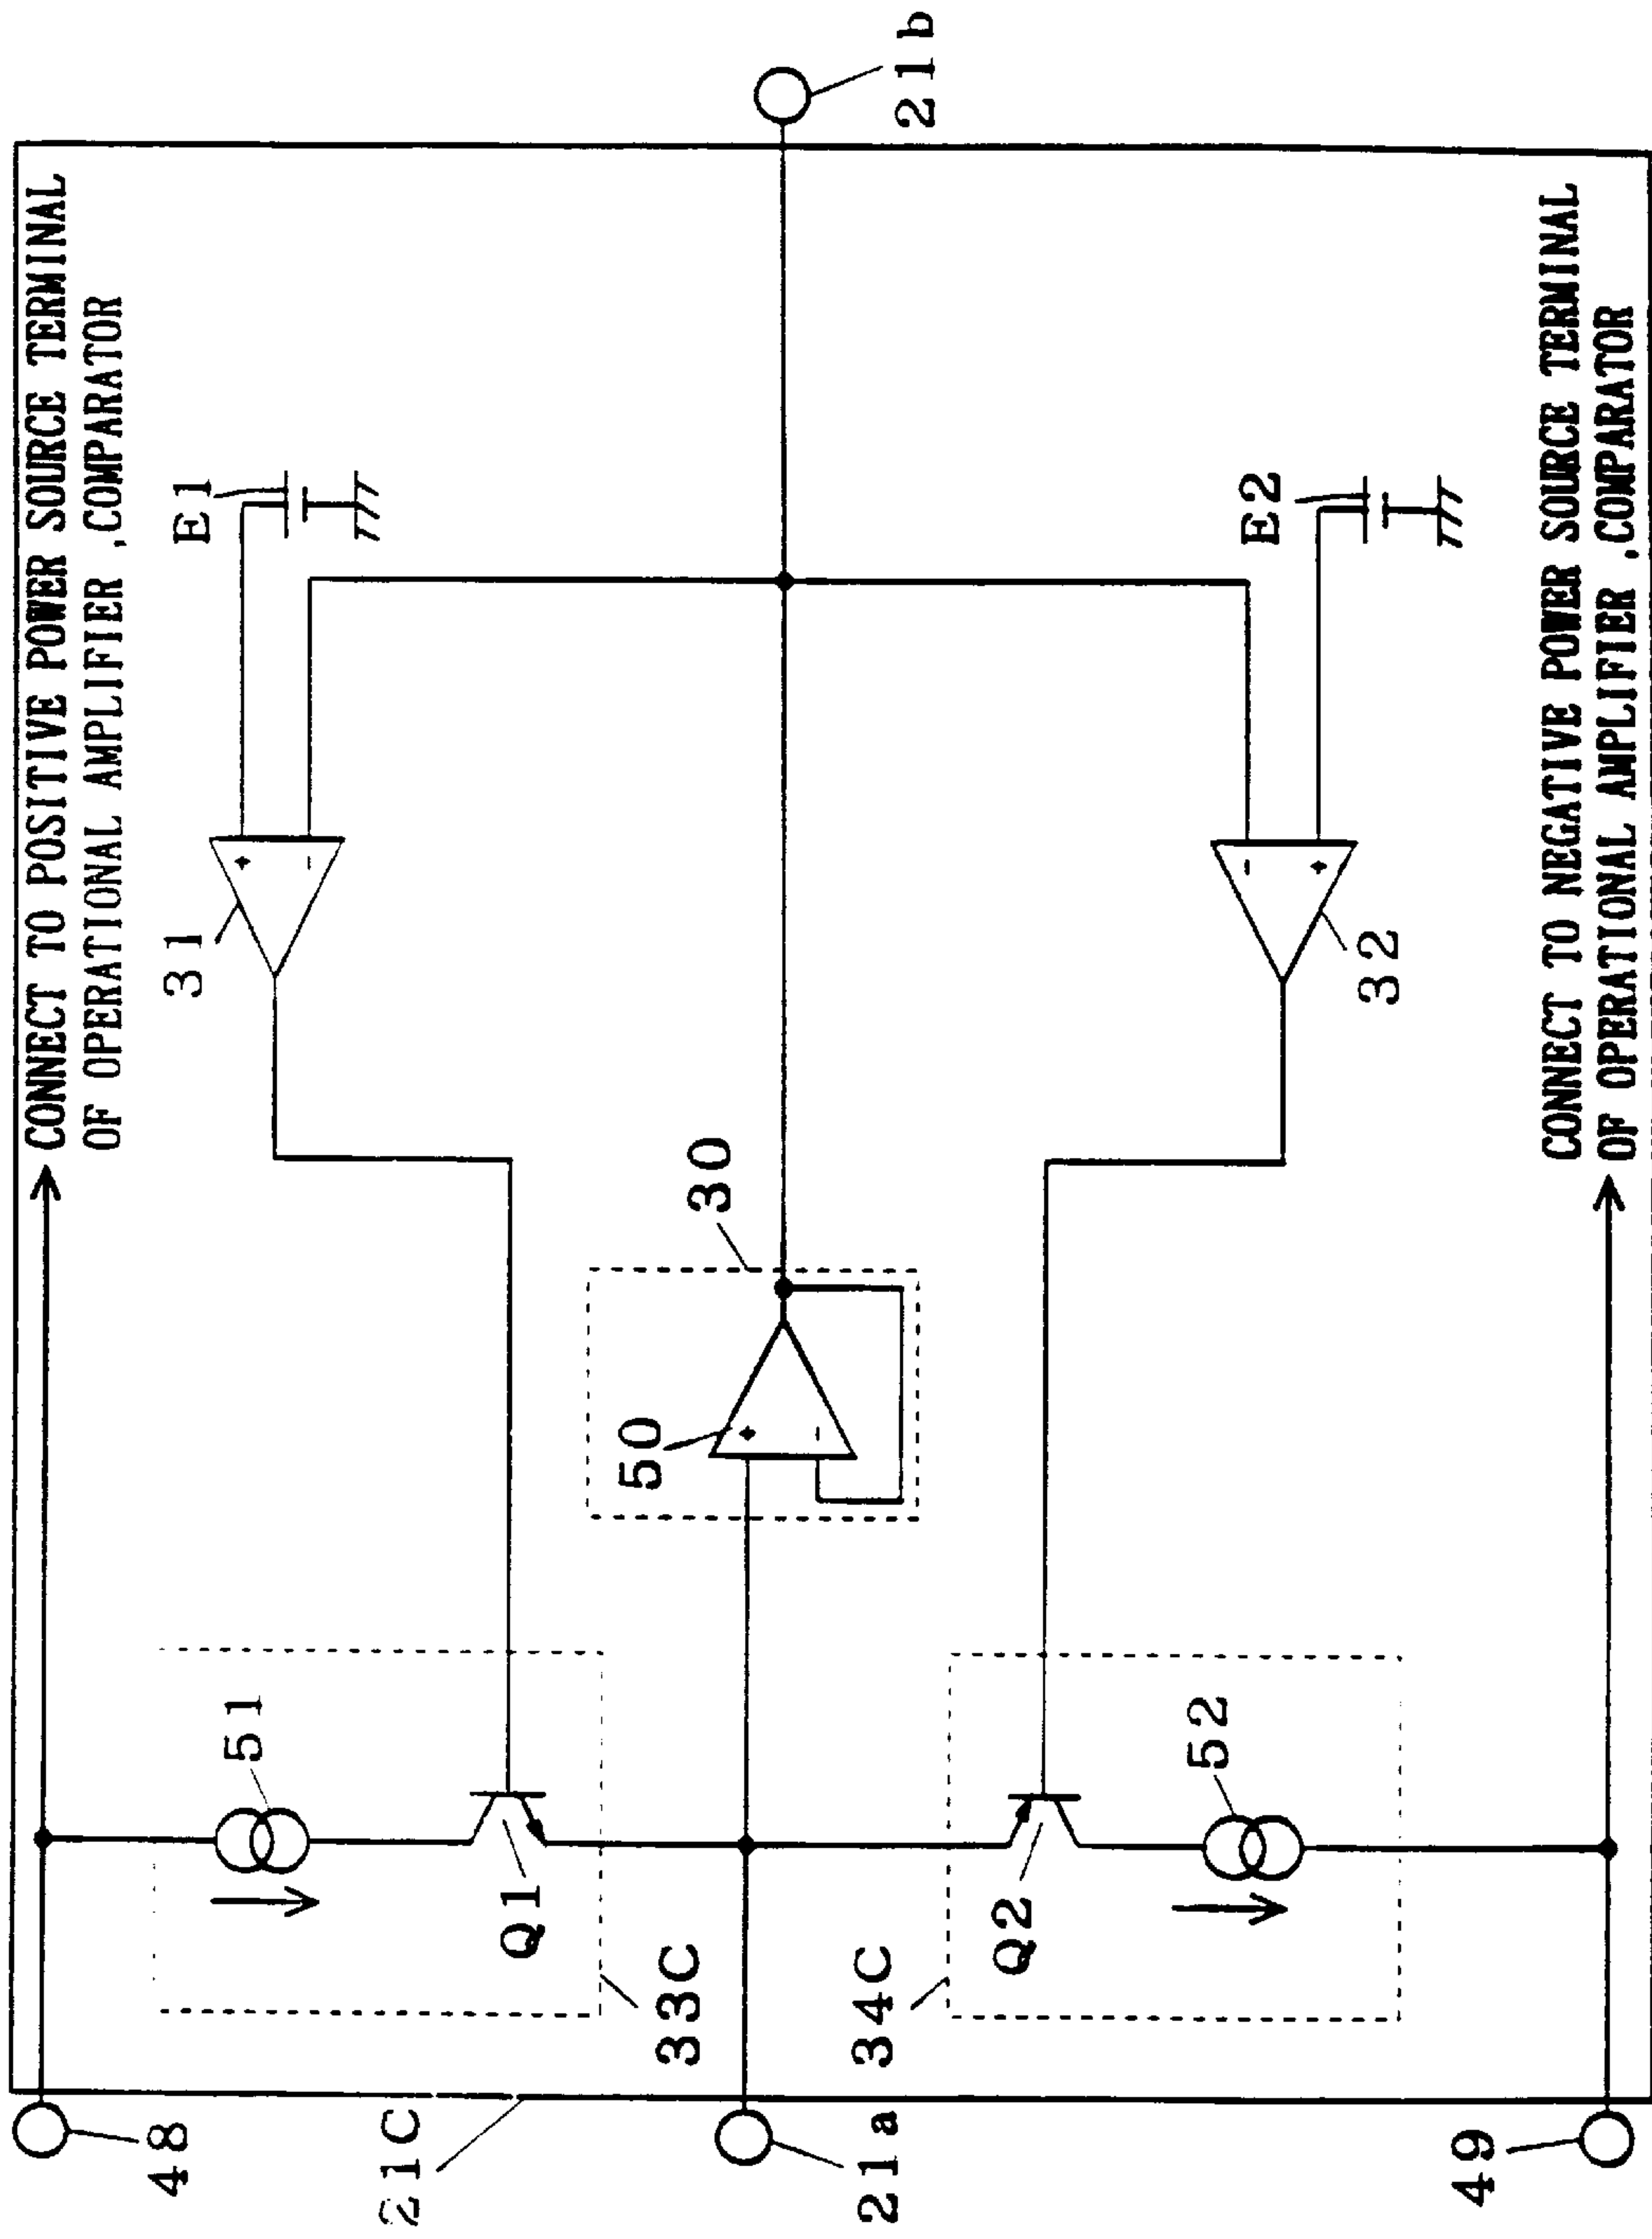 CONNECT TO POSITIVE POWER SOURCE TERMINAL
OF OPERATIONAL AMPLIFIER ,COMPARATOR
48
21C
51
Q1
33C
31
+
-
E1
21a
50
+
-
30
21b
34C
Q2
52
32
-
+
E2
49
CONNECT TO NEGATIVE POWER SOURCE TERMINAL
OF OPERATIONAL AMPLIFIER ,COMPARATOR